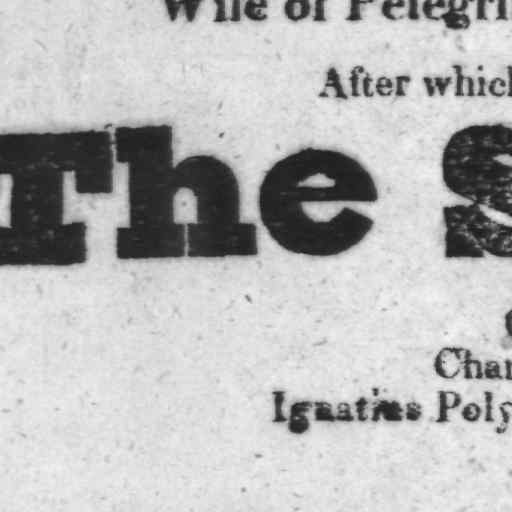 Wife of Pelegri
After which
The S
Char
Ignatius Poly